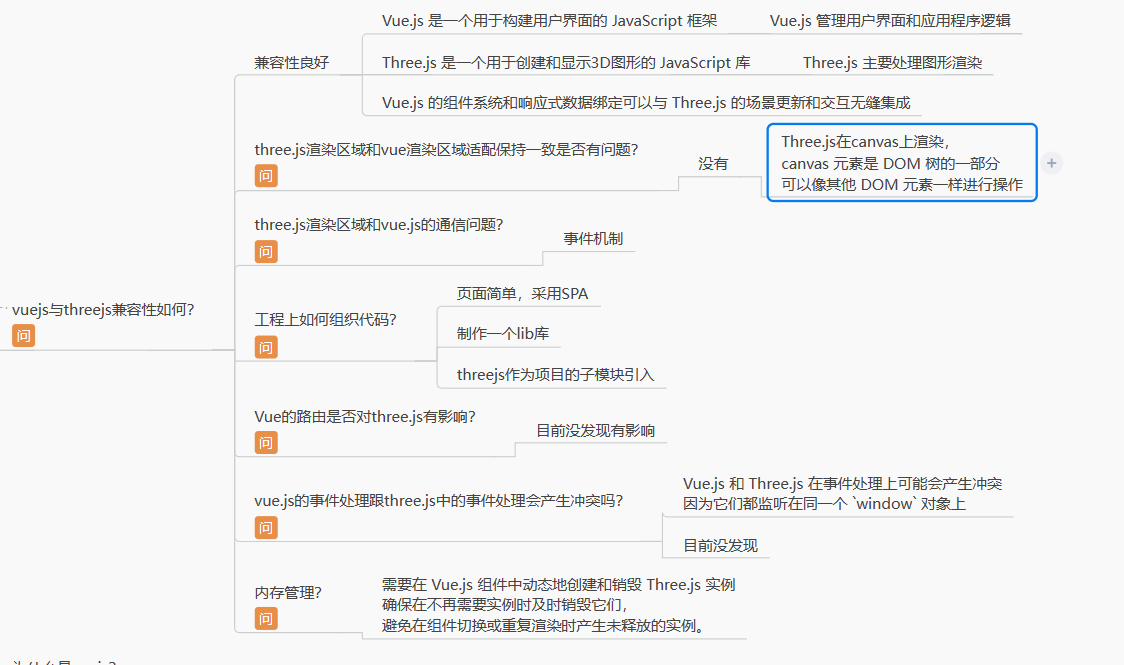 Vue.js 是一个用于构建用户界面的 JavaScript 框架
Vue.js 管理用户界面和应用程序逻辑
兼容性良好
Three.js 是一个用于创建和显示3D图形的 JavaScript 库
Three.js 主要处理图形渲染
Vue.js 的组件系统和响应式数据绑定可以与 Three.js 的场景更新和交互无缝集成
three.js渲染区域和vue渲染区域适配保持一致是否有问题?
问
没有
Three.js在canvas上渲染，
canvas 元素是 DOM 树的一部分
可以像其他 DOM 元素一样进行操作
three.js渲染区域和vue.js的通信问题?
问
事件机制
vuejs与threejs兼容性如何?
问
工程上如何组织代码?
问
页面简单，采用SPA
制作一个lib库
threejs作为项目的子模块引入
Vue的路由是否对three.js有影响?
问
目前没发现有影响
vue.js的事件处理跟three.js中的事件处理会产生冲突吗?
问
Vue.js 和 Three.js 在事件处理上可能会产生冲突
因为它们都监听在同一个 `window` 对象上
目前没发现
内存管理?
问
需要在 Vue.js 组件中动态地创建和销毁 Three.js 实例
确保在不再需要实例时及时销毁它们，
避免在组件切换或重复渲染时产生未释放的实例。